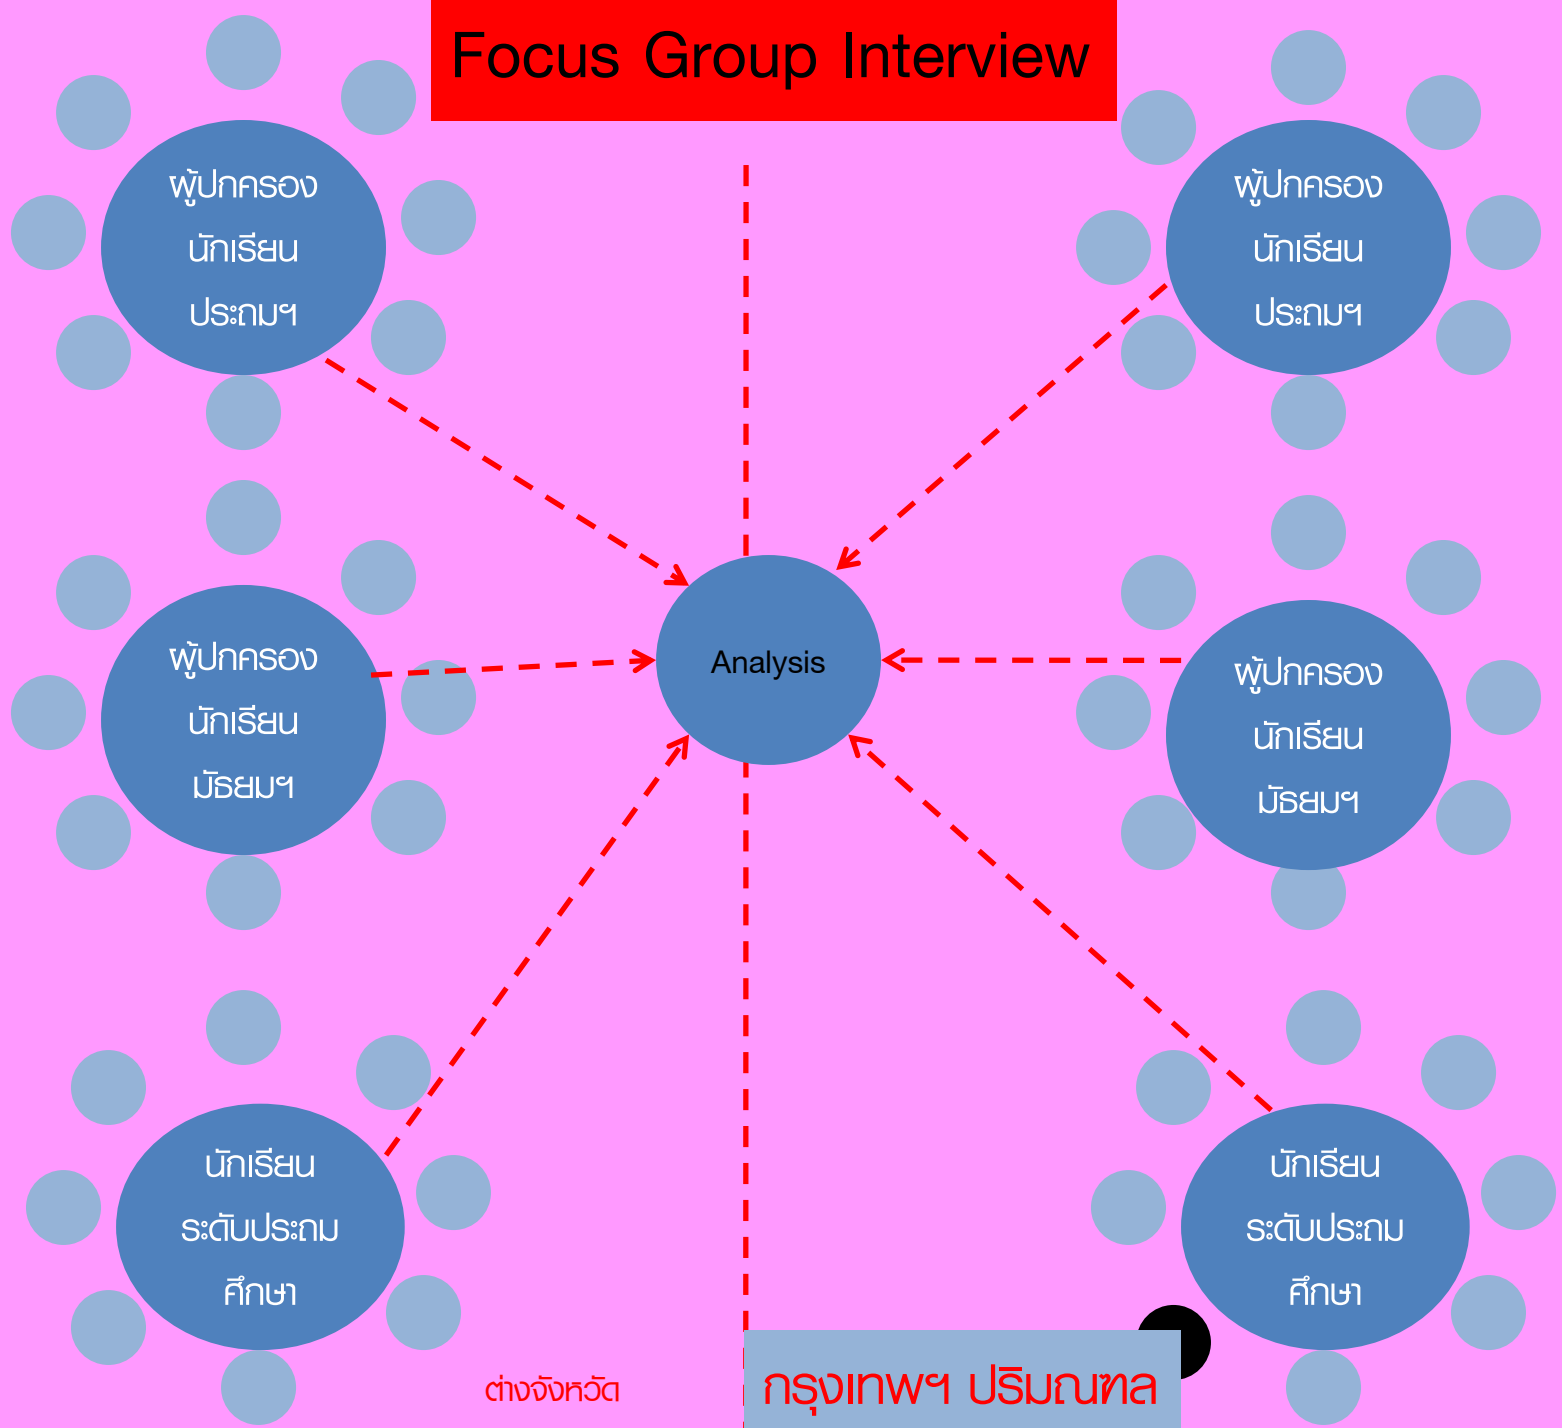 Focus Group Interview
ผู้ปกครอง
นักเรียน
ประถมฯ
ผู้ปกครอง
นักเรียน
ประถมฯ
ผู้ปกครอง
นักเรียน
มัธยมฯ
Analysis
ผู้ปกครอง
นักเรียน
มัธยมฯ
นักเรียน
ระดับประถม
ศึกษา
นักเรียน
ระดับประถม
ศึกษา
ต่างจังหวัด
กรุงเทพฯ ปริมณฑล